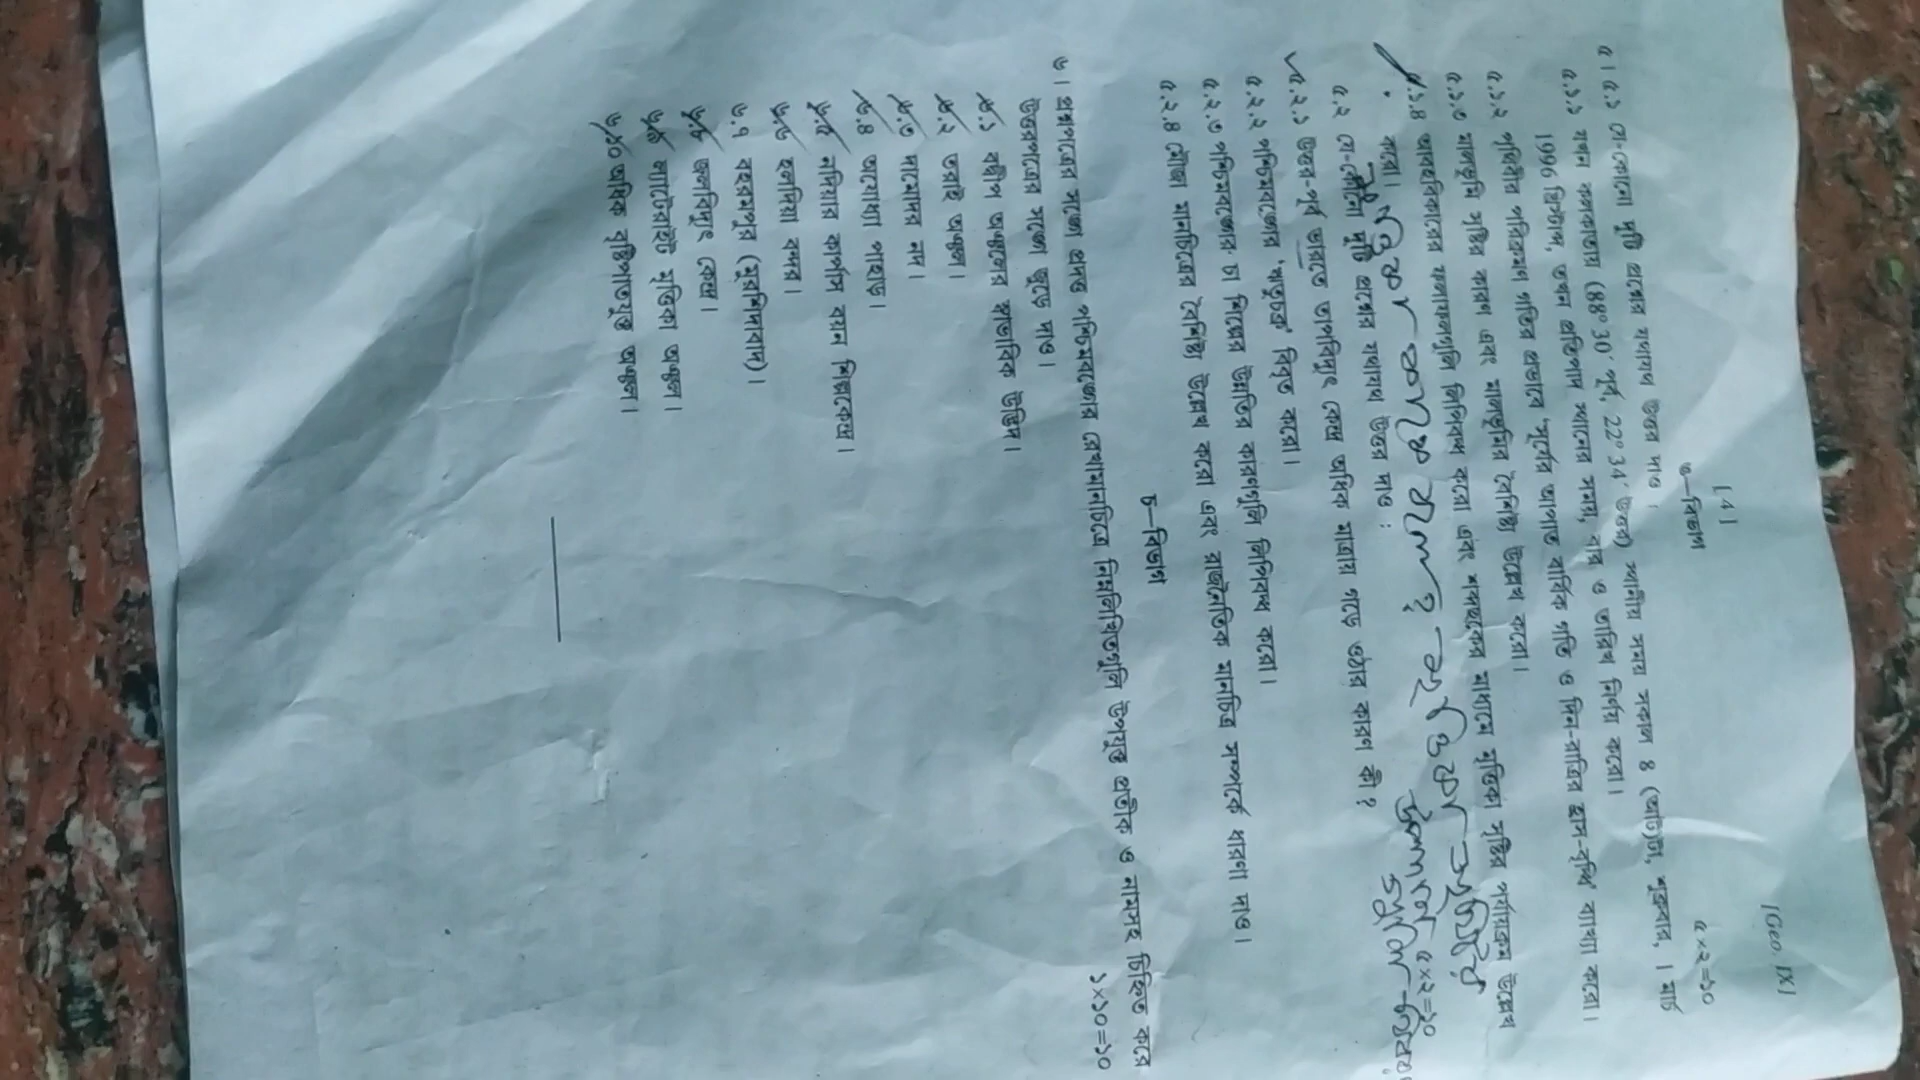 [ 4 ]
[Geo. IX]
ঙ—বিভাগ
৫। ৫.১ যে-কোনো দুটি প্রশ্নের যথাযথ উত্তর দাও : ৫×২=১০
৫.১.১ যখন কলকাতায় (88° 30′ পূর্ব, 22° 34′ উত্তর) স্থানীয় সময় সকাল ৪ (আট)টা, শুক্রবার, 1 মার্চ
1996 খ্রিস্টাব্দ, তখন প্রতিপাদ স্থানের সময়, বার ও তারিখ নির্ণয় করো।
৫.১.২ পৃথিবীর পরিক্রমণ গতির প্রভাবে সূর্যের আপাত বার্ষিক গতি ও দিন-রাত্রির হ্রাস-বৃদ্ধি ব্যাখ্যা করো।
৫.১.৩ মালভূমি সৃষ্টির কারণ এবং মালভূমির বৈশিষ্ট্য উল্লেখ করো।
৫.১.৪ আবহবিকারের ফলাফলগুলি লিপিবদ্ধ করো এবং শব্দছকের মাধ্যমে মৃত্তিকা সৃষ্টির পর্যায়ক্রম উল্লেখ
করো।
৫.২ যে-কোনো দুটি প্রশ্নের যথাযথ উত্তর দাও : ৫×২=১০
৫.২.১ উত্তর-পূর্ব ভারতে তাপবিদ্যুৎ কেন্দ্র অধিক মাত্রায় গড়ে ওঠার কারণ কী?
৫.২.২ পশ্চিমবঙ্গের 'ঋতুচক্র' বিবৃত করো।
৫.২.৩ পশ্চিমবঙ্গের চা শিল্পের উন্নতির কারণগুলি লিপিবদ্ধ করো।
৫.২.৪ মৌজা মানচিত্রের বৈশিষ্ট্য উল্লেখ করো এবং রাজনৈতিক মানচিত্র সম্পর্কে ধারণা দাও।
চ—বিভাগ
৬। প্রশ্নপত্রের সঙ্গে প্রদত্ত পশ্চিমবঙ্গের রেখামানচিত্রে নিম্নলিখিতগুলি উপযুক্ত প্রতীক ও নামসহ চিহ্নিত করে
উত্তরপত্রের সঙ্গে জুড়ে দাও। ১×১০=১০
৬.১ বদ্বীপ অঞ্চলের স্বাভাবিক উদ্ভিদ।
৬.২ তরাই অঞ্চল।
৬.৩ দামোদর নদ।
৬.৪ অযোধ্যা পাহাড়।
৬.৫ নদিয়ার কার্পাস বয়ন শিল্পকেন্দ্র।
৬.৬ হলদিয়া বন্দর।
৬.৭ বহরমপুর (মুরশিদাবাদ)।
৬.৮ জলবিদ্যুৎ কেন্দ্র।
৬.৯ ল্যাটেরাইট মৃত্তিকা অঞ্চল।
৬.১০ অধিক বৃষ্টিপাতযুক্ত অঞ্চল।